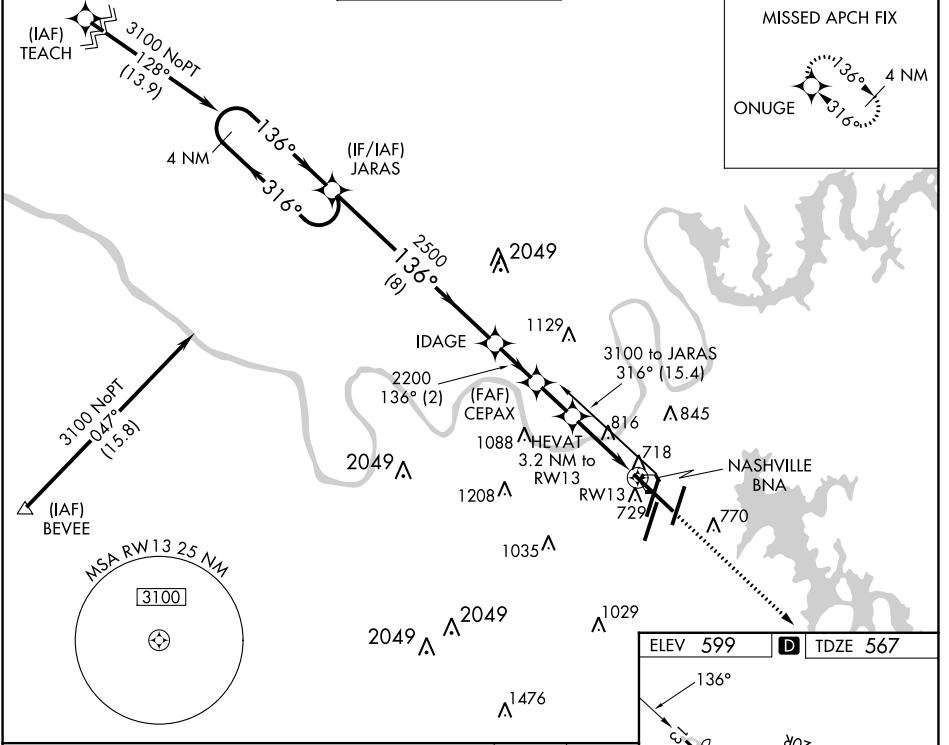 (IAF)
TEACH
3100 NoPT
128°
(13.9)
4 NM
136°
316°
(IF/IAF)
JARAS
MISSED APCH FIX
ONUGE
136°
316°
4 NM
2500
136°
(8)
2049
1129
IDAGE
2200
136° (2)
(FAF)
CEPAX
3100 to JARAS
316° (15.4)
816
845
1088
HEVAT
3.2 NM to
RW13
718
NASHVILLE
BNA
RW13
729
770
3100 NoPT
047°
(15.8)
(IAF)
BEVEE
2049
1208
1035
MSA RW13 25 NM
3100
2049
2049
1029
1476
ELEV 599
D
TDZE 567
136°
13